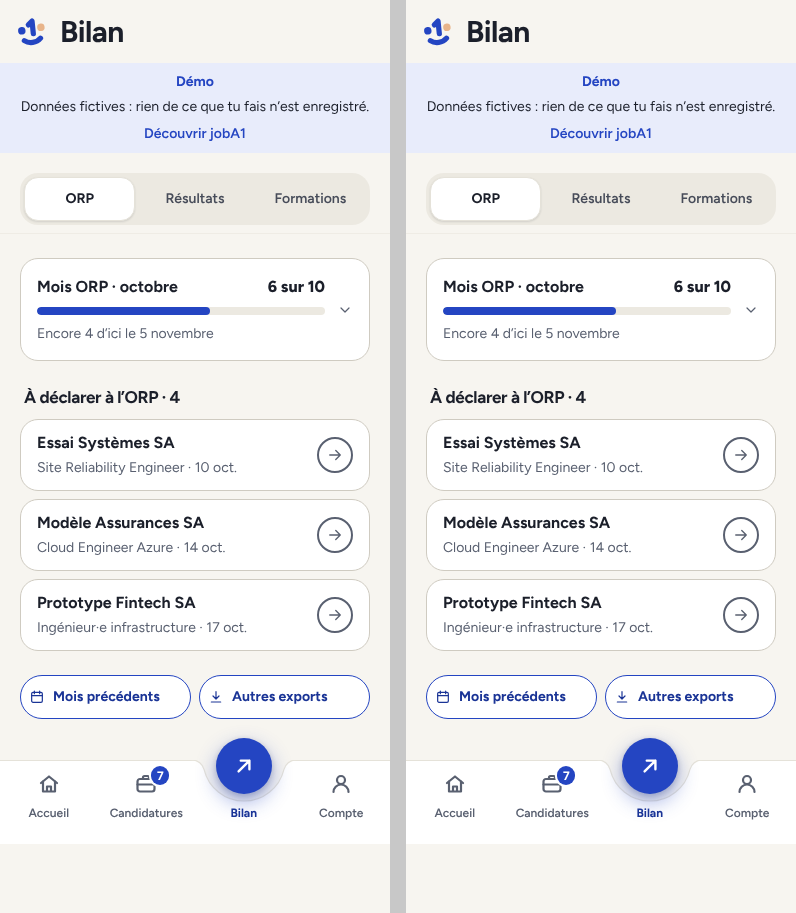 Bilan
Démo
Données fictives : rien de ce que tu fais n’est enregistré.
Découvrir jobA1
ORP Résultats Formations
Mois ORP · octobre 6 sur 10
Encore 4 d’ici le 5 novembre
À déclarer à l’ORP · 4
Essai Systèmes SA
Site Reliability Engineer · 10 oct.
Modèle Assurances SA
Cloud Engineer Azure · 14 oct.
Prototype Fintech SA
Ingénieur·e infrastructure · 17 oct.
Mois précédents Autres exports
7
Accueil Candidatures Bilan Compte
Bilan
Démo
Données fictives : rien de ce que tu fais n’est enregistré.
Découvrir jobA1
ORP Résultats Formations
Mois ORP · octobre 6 sur 10
Encore 4 d’ici le 5 novembre
À déclarer à l’ORP · 4
Essai Systèmes SA
Site Reliability Engineer · 10 oct.
Modèle Assurances SA
Cloud Engineer Azure · 14 oct.
Prototype Fintech SA
Ingénieur·e infrastructure · 17 oct.
Mois précédents Autres exports
7
Accueil Candidatures Bilan Compte